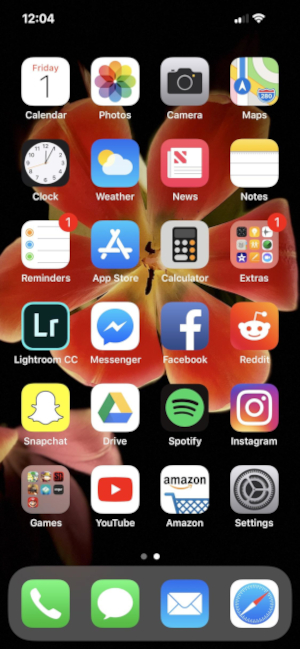 12:04
Friday
1
Calendar
Photos
Camera
Maps
280
Clock
Weather
News
Notes
1
1
Reminders
App Store
Calculator
Extras
Lr
Lightroom CC
Messenger
Facebook
Reddit
Snapchat
Drive
Spotify
Instagram
amazon
Games
YouTube
Amazon
Settings